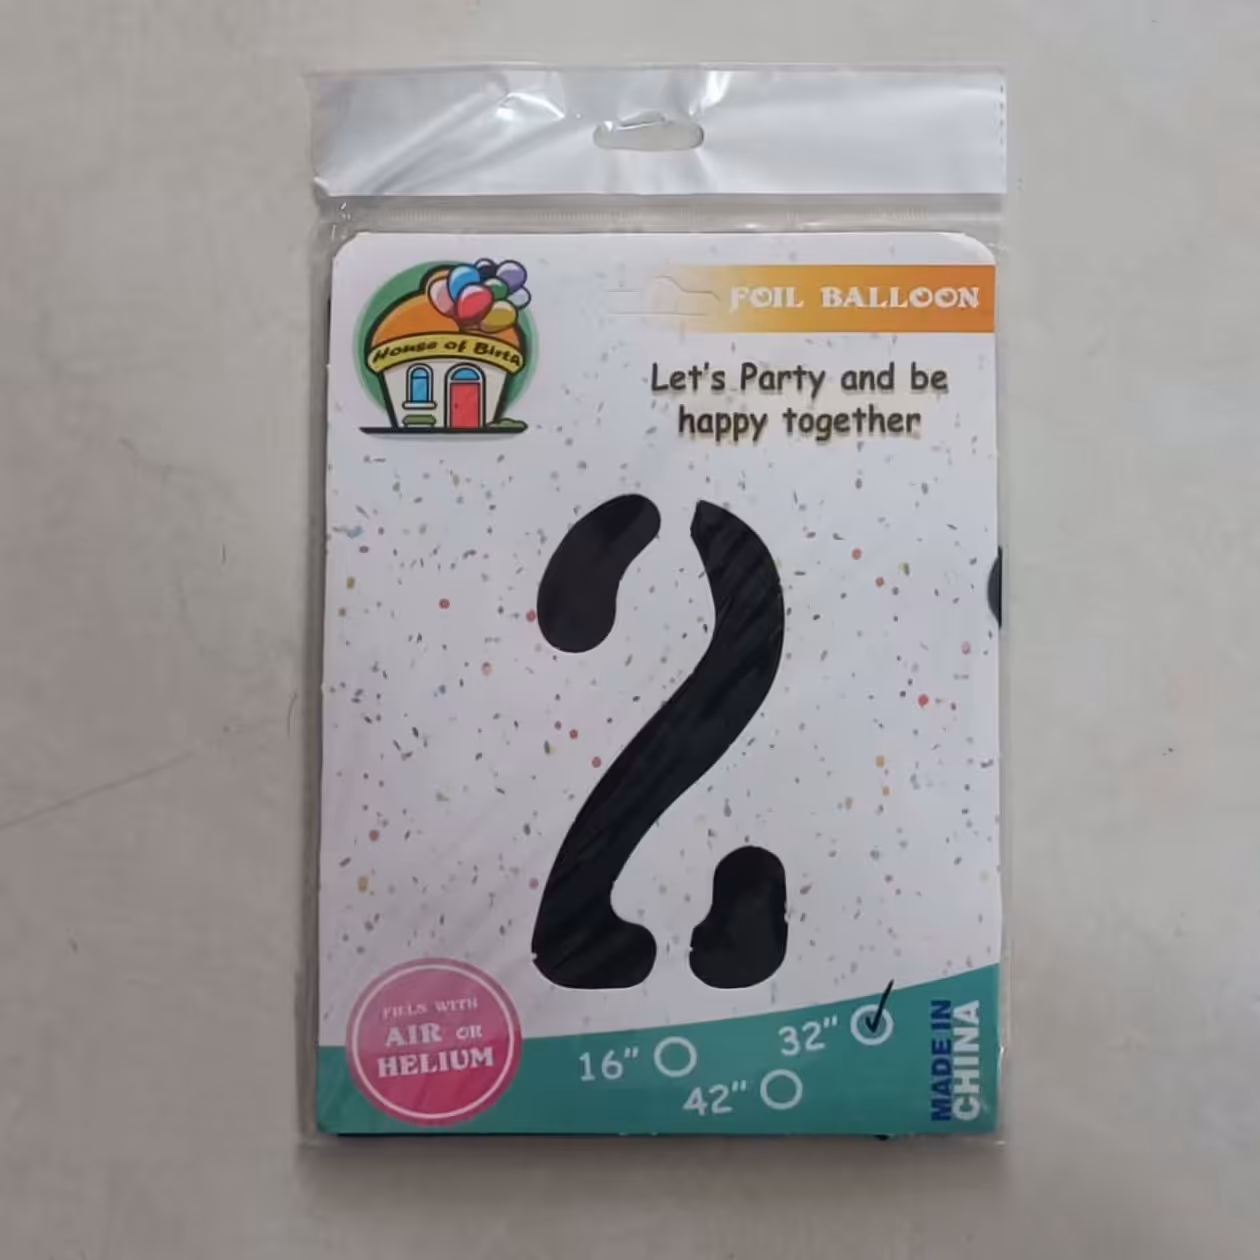 House of Birth
FOIL BALLOON
Let's Party and be
happy together
2
FILLS WITH
AIR OR
HELIUM
16"
32"
42"
MADE IN
CHINA